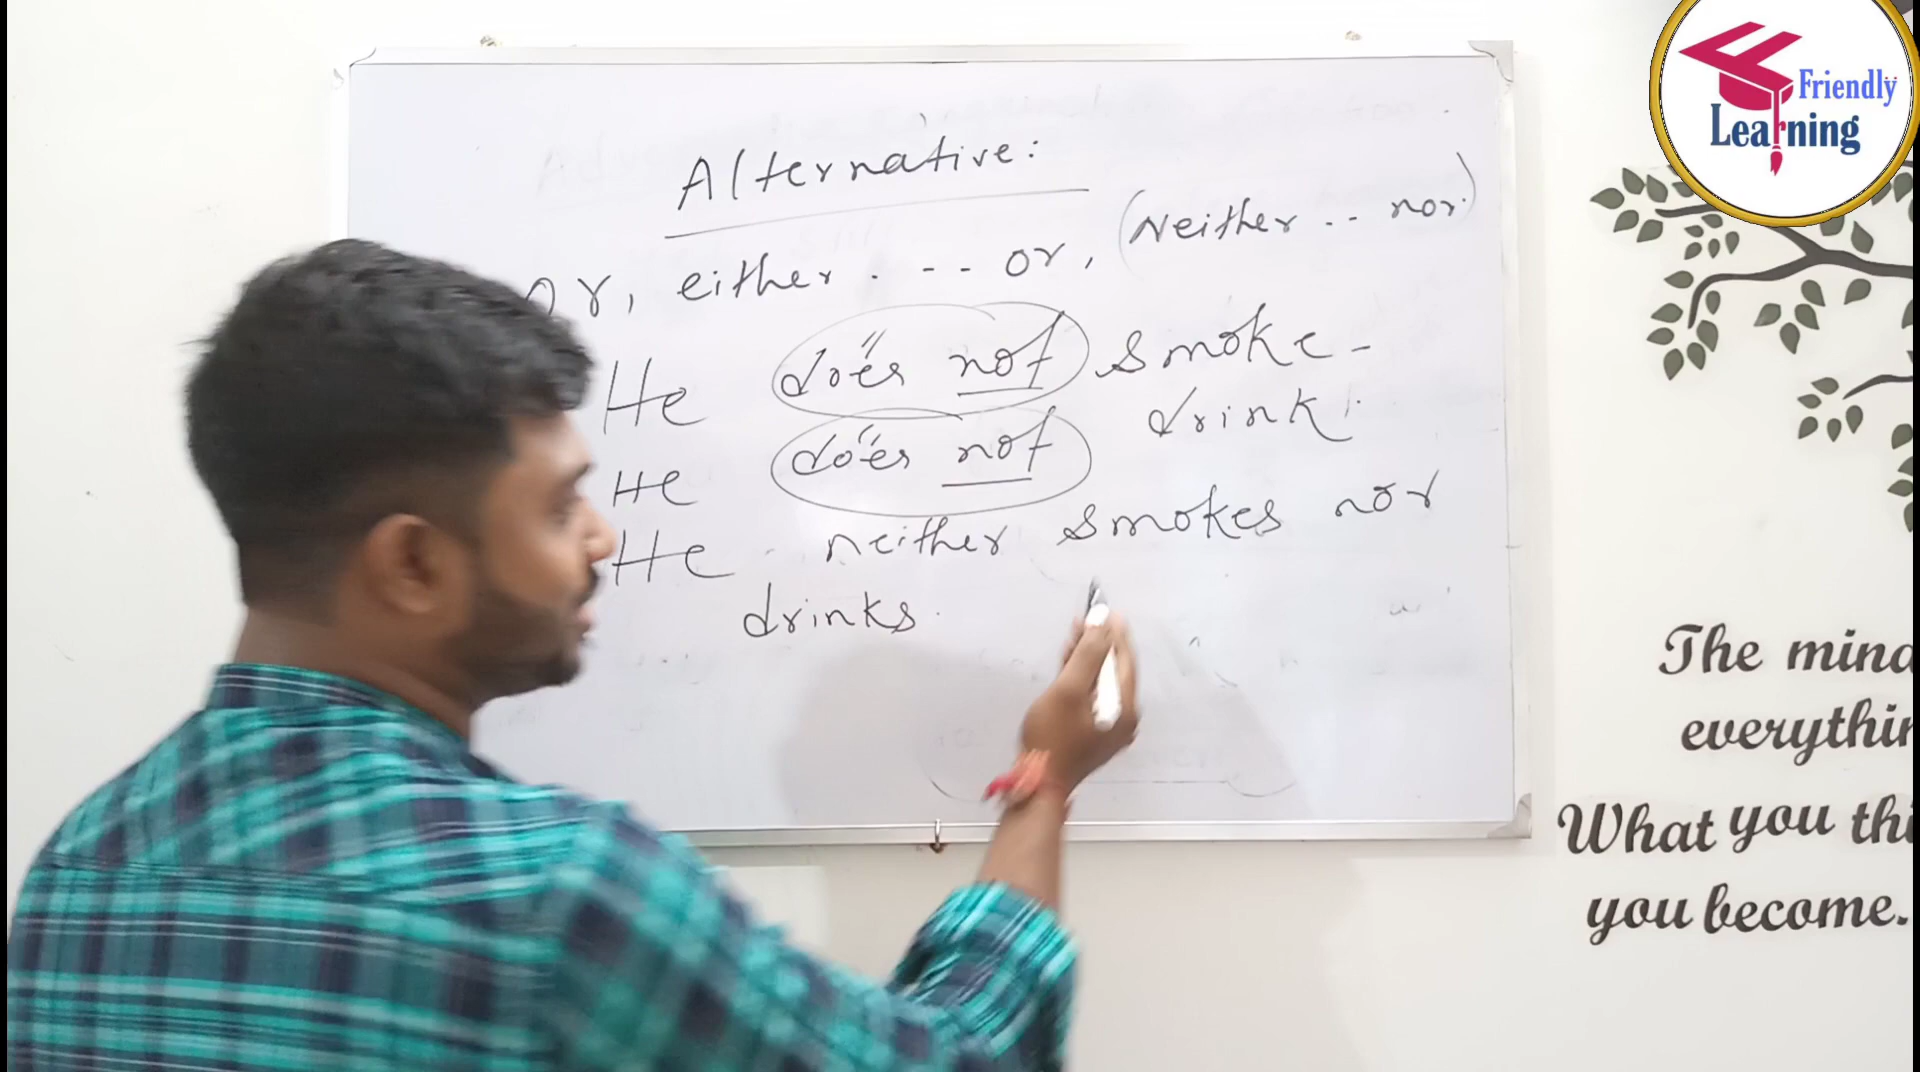 Alternative:
or, either . - - or, (Neither .. nor.)
He does not smoke -
He does not drink.
He neither smokes nor
drinks.
Friendly
Learning
The mind
everythin
What you thi
you become.